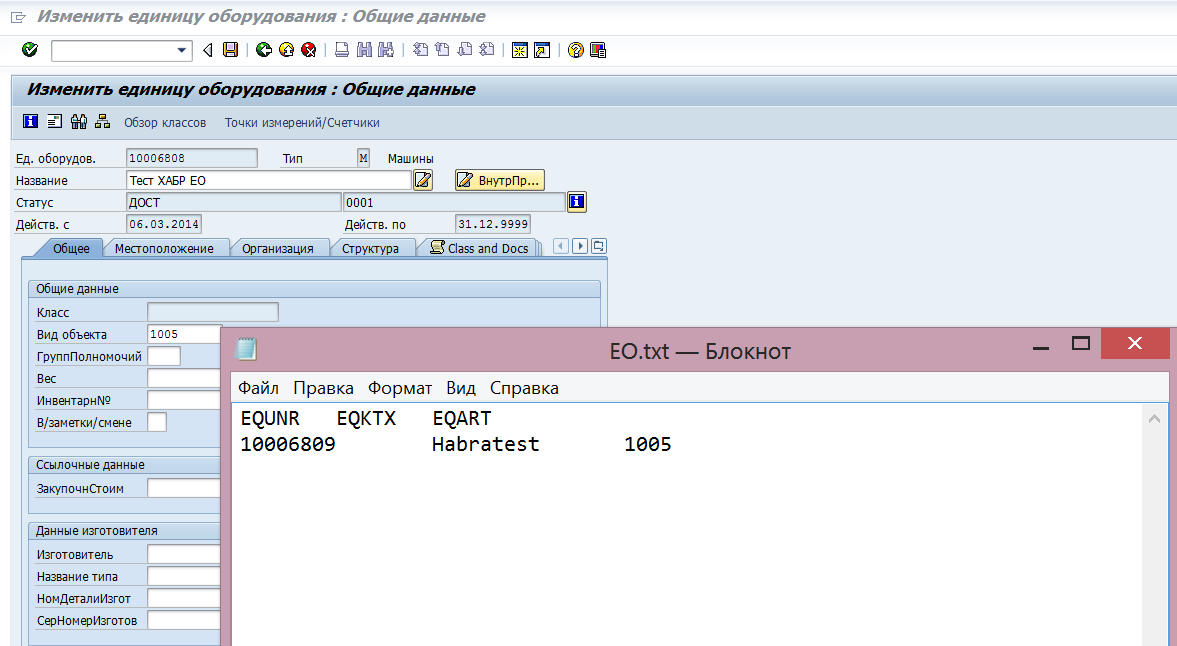 Изменить единицу оборудования : Общие данные
Изменить единицу оборудования : Общие данные
Обзор классов Точки измерений/Счетчики
Ед. оборудов. 10006808 Тип M Машины
Название Тест ХАБР ЕО ВнутрПр...
Статус ДОСТ 0001
Действ. с 06.03.2014 Действ. по 31.12.9999
Общее Местоположение Организация Структура Class and Docs
Общие данные
Класс
Вид объекта 1005
ГруппПолномочий
Вес
Инвентарн№
В/заметки/смене
Ссылочные данные
ЗакупочнСтоим
Данные изготовителя
Изготовитель
Название типа
НомДеталиИзгот
СерНомерИзготов
EO.txt — Блокнот
Файл Правка Формат Вид Справка
EQUNR EQKTX EQART
10006809 Habratest 1005